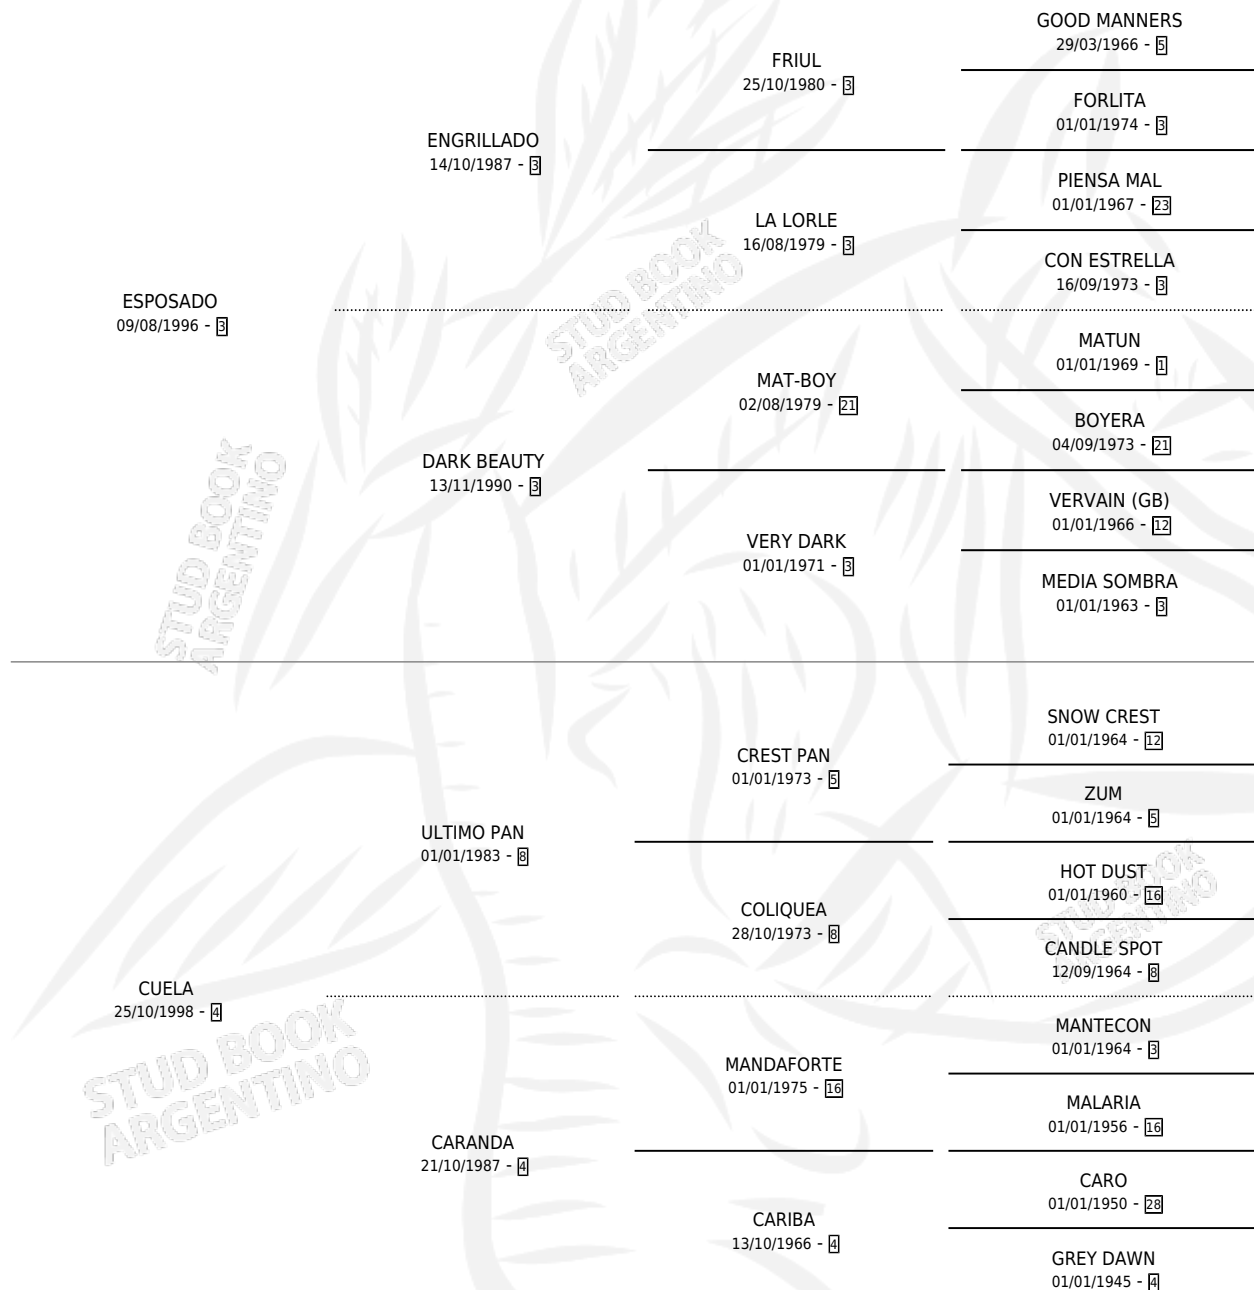 GOOD MANNERS
29/03/1966 - 5
FRIUL
25/10/1980 - 3
FORLITA
01/01/1974 - 3
ENGRILLADO
14/10/1987 - 3
PIENSA MAL
01/01/1967 - 23
LA LORLE
16/08/1979 - 3
CON ESTRELLA
16/09/1973 - 3
ESPOSADO
09/08/1996 - 3
STUD BOOK
ARGENTINO
MATUN
01/01/1969 - 1
MAT-BOY
02/08/1979 - 21
BOYERA
04/09/1973 - 21
DARK BEAUTY
13/11/1990 - 3
VERVAIN (GB)
01/01/1966 - 12
VERY DARK
01/01/1971 - 3
MEDIA SOMBRA
01/01/1963 - 3
STUD BOOK
ARGENTINO
SNOW CREST
01/01/1964 - 12
CREST PAN
01/01/1973 - 5
ZUM
01/01/1964 - 5
ULTIMO PAN
01/01/1983 - 8
HOT DUST
01/01/1960 - 16
COLIQUEA
28/10/1973 - 8
STUD BOOK
ARGENTINO
CANDLE SPOT
12/09/1964 - 8
CUELA
25/10/1998 - 4
MANTECON
01/01/1964 - 3
MANDAFORTE
01/01/1975 - 16
STUD BOOK
ARGENTINO
MALARIA
01/01/1956 - 16
CARANDA
21/10/1987 - 4
CARO
01/01/1950 - 28
CARIBA
13/10/1966 - 4
GREY DAWN
01/01/1945 - 4